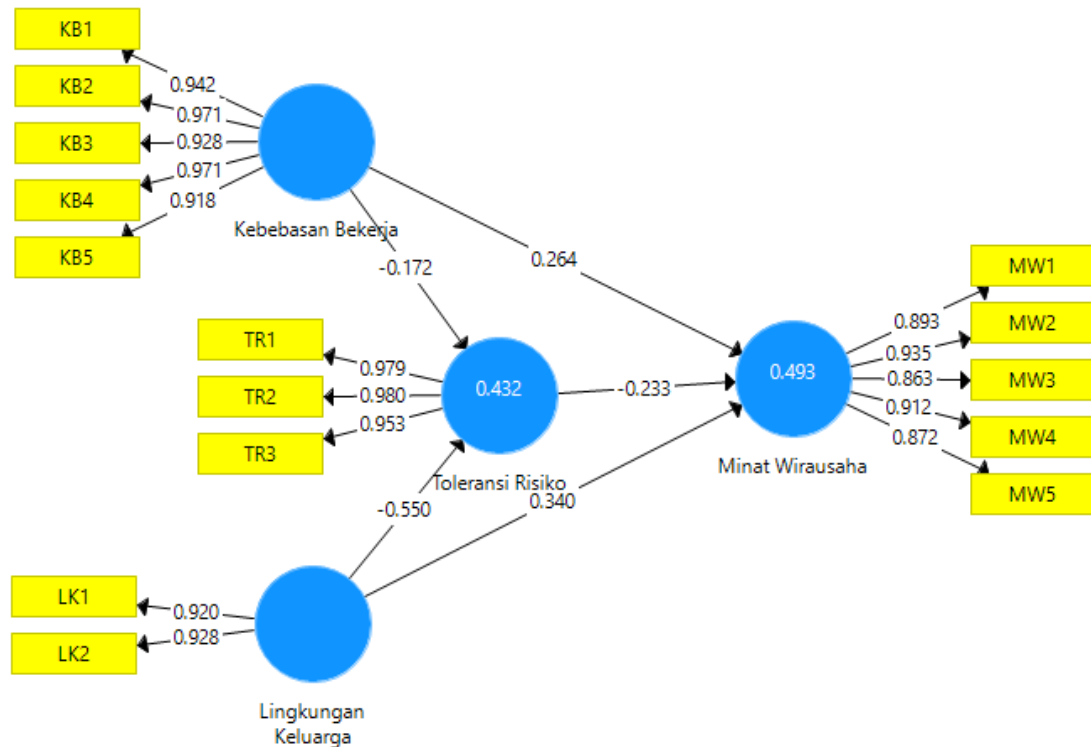 KB1
KB2
KB3
KB4
KB5
0.942
0.971
0.928
0.971
0.918
Kebebasan Bekerja
-0.172
0.264
TR1
TR2
TR3
0.979
0.980
0.953
0.432
Toleransi Risiko
-0.233
0.493
Minat Wirausaha
0.893
0.935
0.863
0.912
0.872
MW1
MW2
MW3
MW4
MW5
-0.550
0.340
LK1
LK2
0.920
0.928
Lingkungan
Keluarga